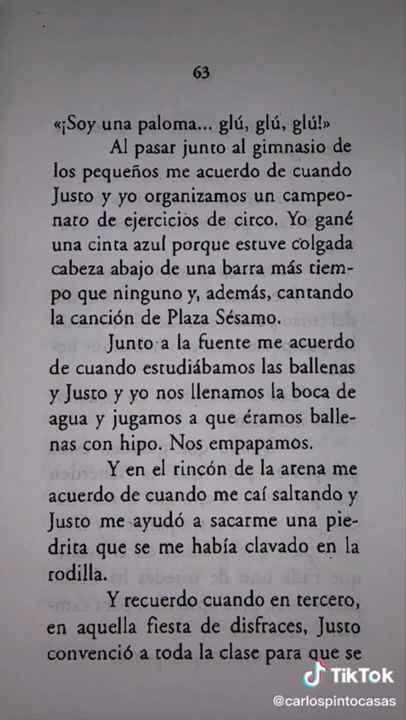 63
«¡Soy una paloma... glú, glú, glú!»
Al pasar junto al gimnasio de
los pequeños me acuerdo de cuando
Justo y yo organizamos un campeo-
nato de ejercicios de circo. Yo gané
una cinta azul porque estuve colgada
cabeza abajo de una barra más tiem-
po que ninguno y, además, cantando
la canción de Plaza Sésamo.
Junto a la fuente me acuerdo
de cuando estudiábamos las ballenas
y Justo y yo nos llenamos la boca de
agua y jugamos a que éramos balle-
nas con hipo. Nos empapamos.
Y en el rincón de la arena me
acuerdo de cuando me caí saltando y
Justo me ayudó a sacarme una pie-
drita que se me había clavado en la
rodilla.
Y recuerdo cuando en tercero,
en aquella fiesta de disfraces, Justo
convenció a toda la clase para que se
TikTok
@carlospintocasas